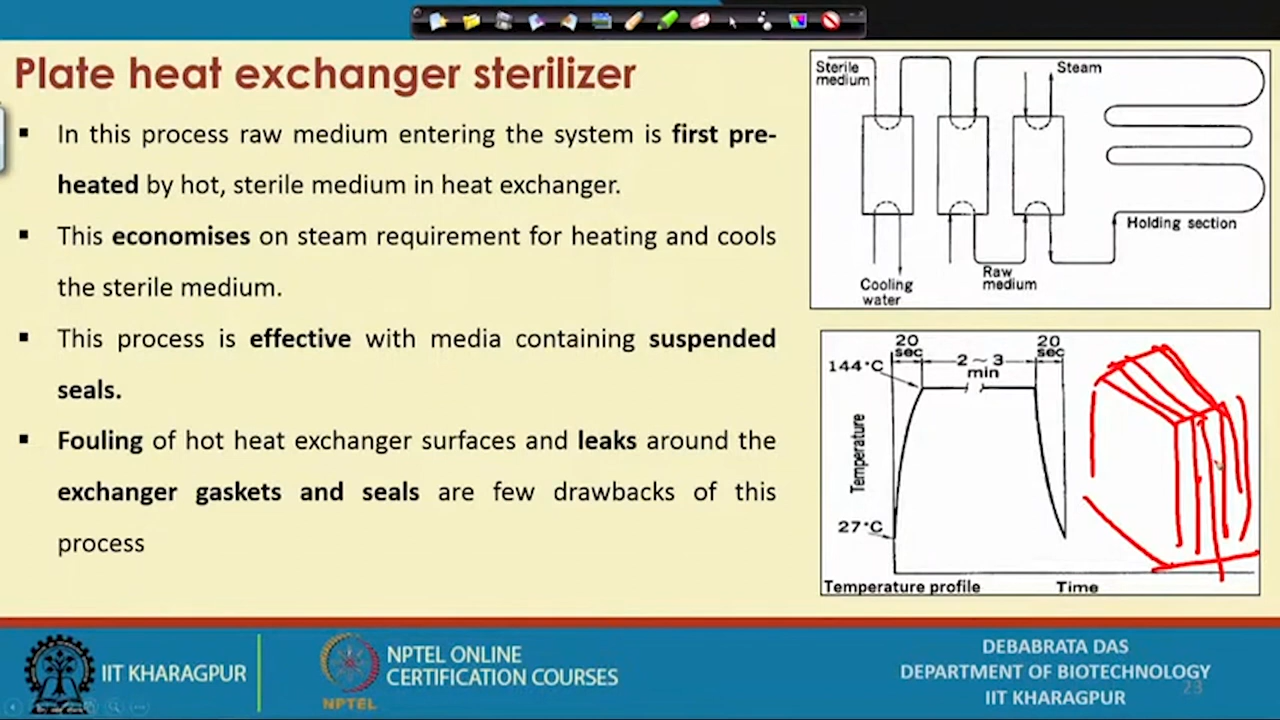 Plate heat exchanger sterilizer
▪ In this process raw medium entering the system is first pre-
heated by hot, sterile medium in heat exchanger.
▪ This economises on steam requirement for heating and cools
the sterile medium.
▪ This process is effective with media containing suspended
seals.
▪ Fouling of hot heat exchanger surfaces and leaks around the
exchanger gaskets and seals are few drawbacks of this
process
Sterile
medium
Steam
Holding section
Raw
medium
Cooling
water
20
sec
20
sec
2 ~ 3
min
144°C
Temperature
27°C
Temperature profile
Time
IIT KHARAGPUR
NPTEL
NPTEL ONLINE
CERTIFICATION COURSES
DEBABRATA DAS
DEPARTMENT OF BIOTECHNOLOGY
IIT KHARAGPUR
23